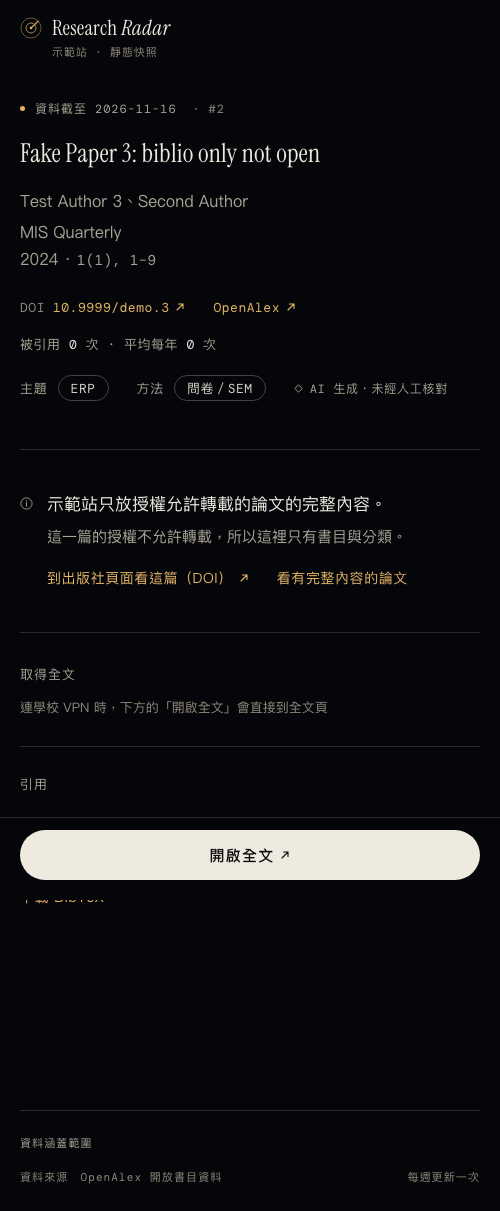 Research Radar
示範站 · 靜態快照
資料截至 2026-11-16 · #2
Fake Paper 3: biblio only not open
Test Author 3、Second Author
MIS Quarterly
2024 · 1(1), 1–9
DOI 10.9999/demo.3 ↗ OpenAlex ↗
被引用 0 次 · 平均每年 0 次
主題 ERP 方法 問卷 / SEM ◇ AI 生成·未經人工核對
示範站只放授權允許轉載的論文的完整內容。
這一篇的授權不允許轉載，所以這裡只有書目與分類。
到出版社頁面看這篇（DOI） ↗ 看有完整內容的論文
取得全文
連學校 VPN 時，下方的「開啟全文」會直接到全文頁
引用
開啟全文 ↗
資料涵蓋範圍
資料來源 OpenAlex 開放書目資料 每週更新一次